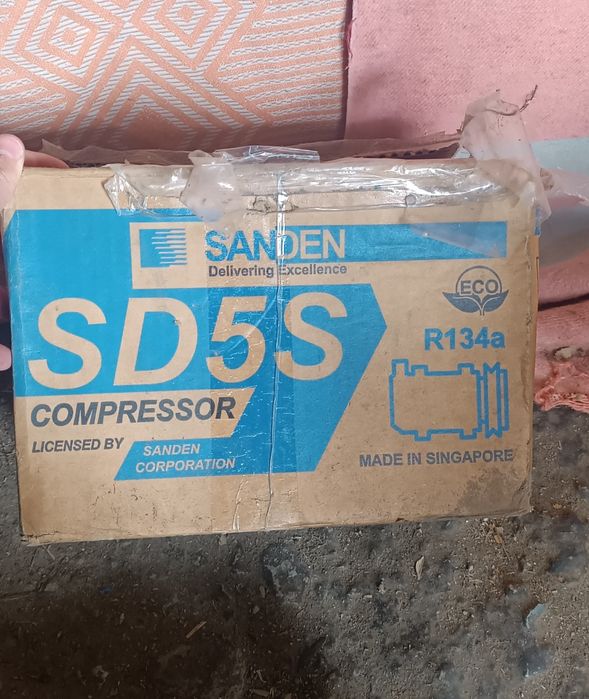 SANDEN
Delivering Excellence
SD5S
ECO
R134a
COMPRESSOR
LICENSED BY SANDEN
CORPORATION
MADE IN SINGAPORE